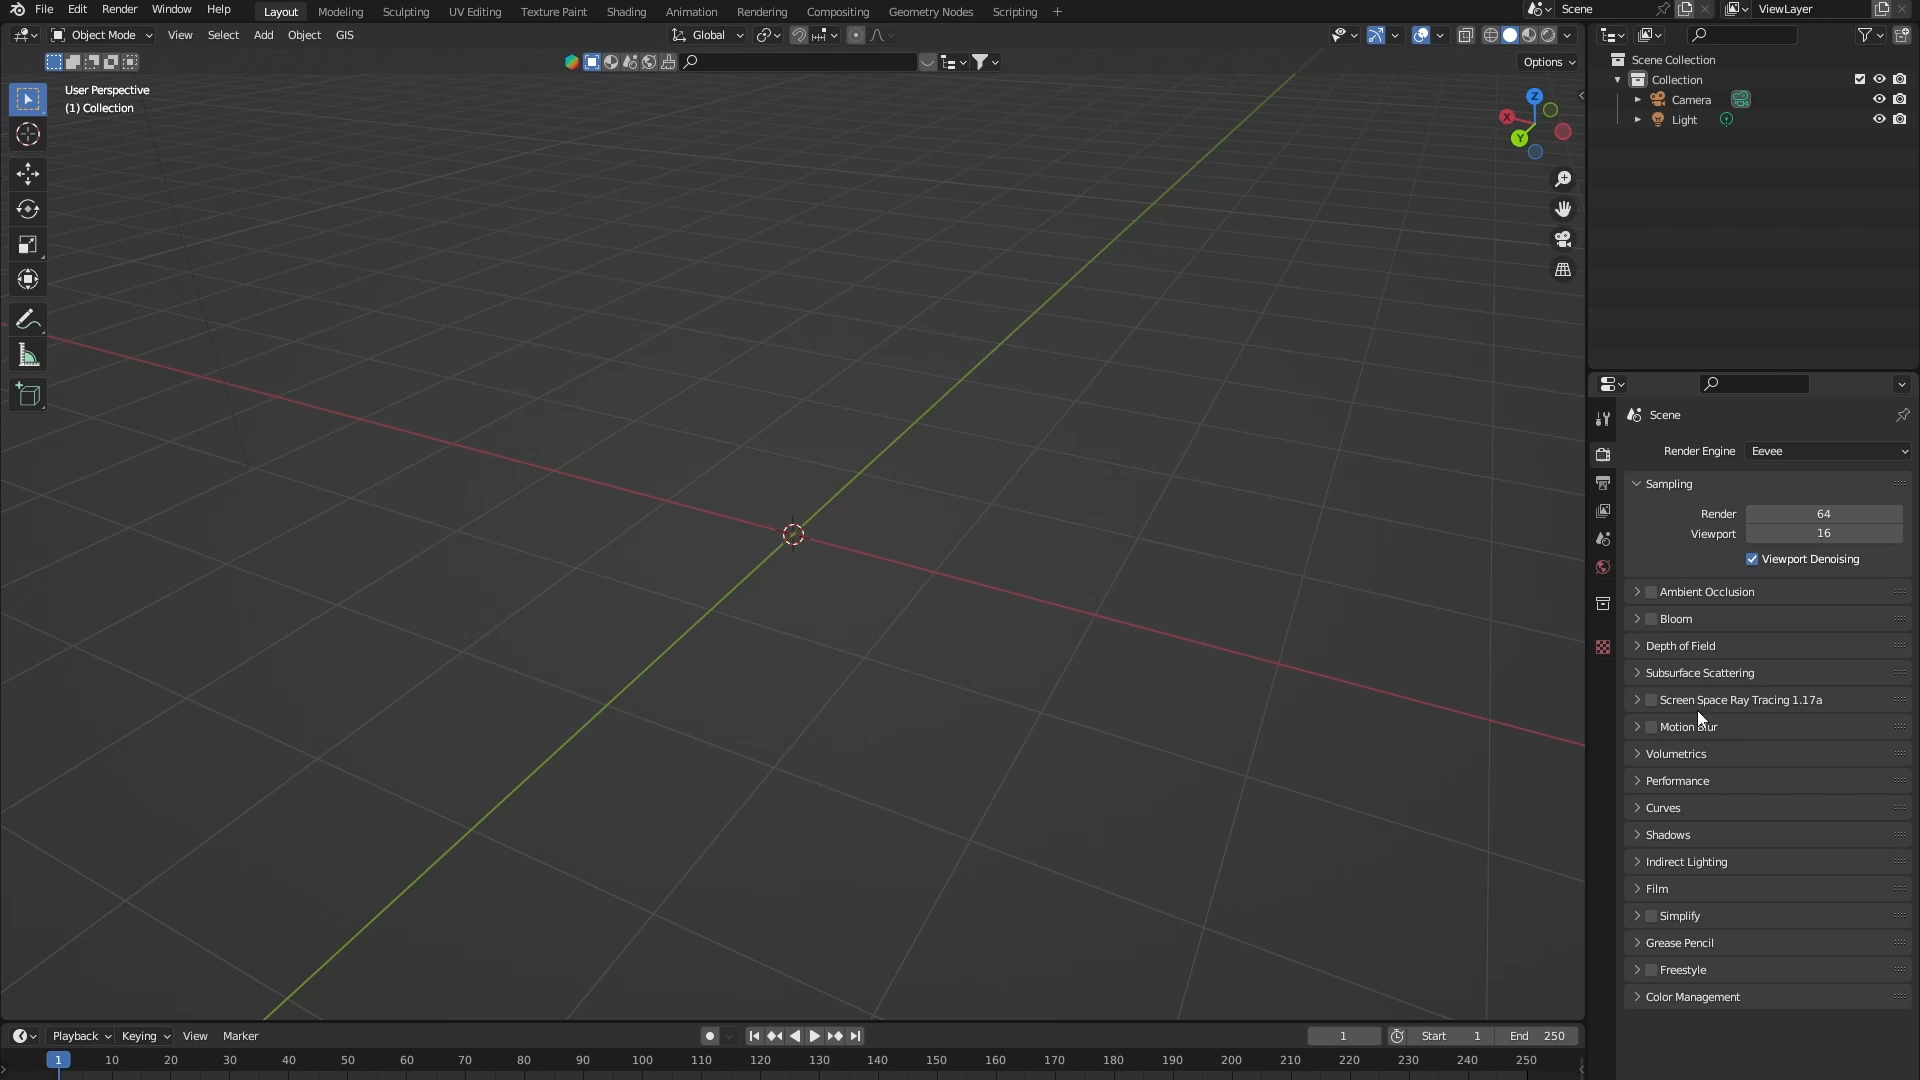 File Edit Render Window Help Layout Modeling Sculpting UV Editing Texture Paint Shading Animation Rendering Compositing Geometry Nodes Scripting + Scene ViewLayer
Object Mode View Select Add Object GIS Global
Options
User Perspective
(1) Collection
Z
X
Y
Scene Collection
Collection
Camera
Light
Scene
Render Engine Eevee
Sampling
Render 64
Viewport 16
Viewport Denoising
Ambient Occlusion
Bloom
Depth of Field
Subsurface Scattering
Screen Space Ray Tracing 1.17a
Motion Blur
Volumetrics
Performance
Curves
Shadows
Indirect Lighting
Film
Simplify
Grease Pencil
Freestyle
Color Management
Playback Keying View Marker 1 Start 1 End 250
1 10 20 30 40 50 60 70 80 90 100 110 120 130 140 150 160 170 180 190 200 210 220 230 240 250